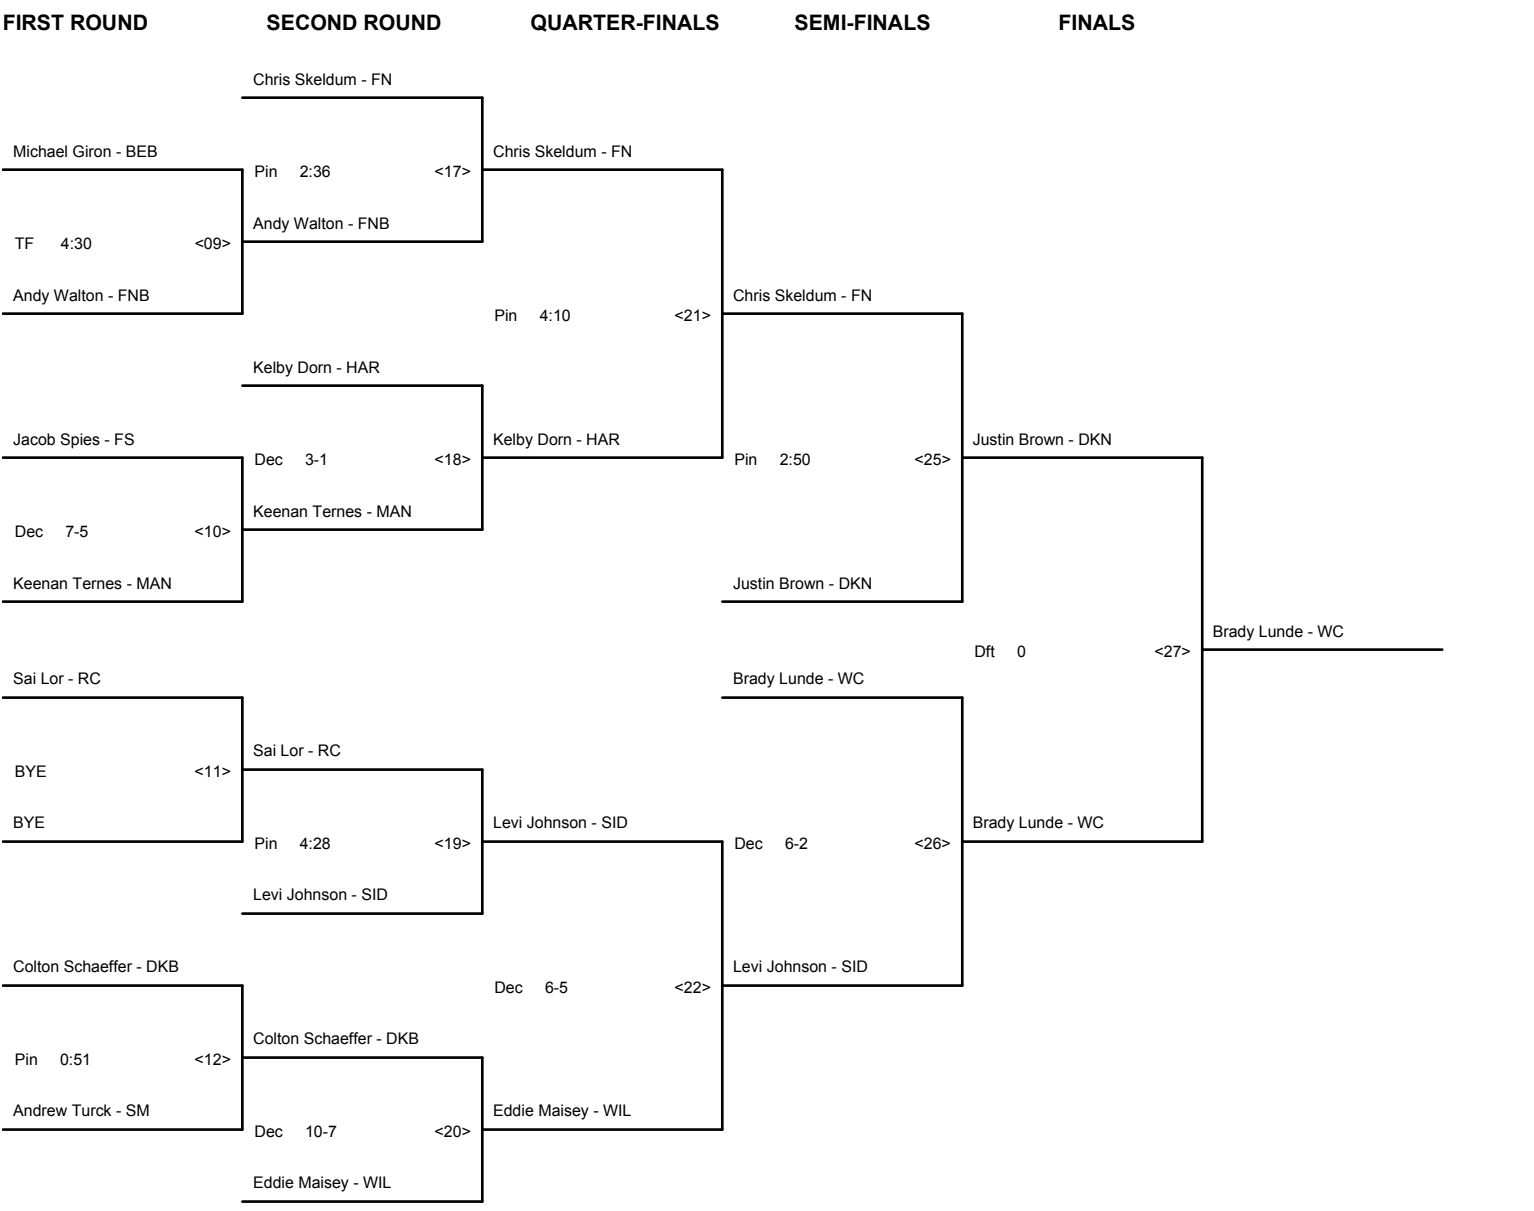 FIRST ROUND SECOND ROUND QUARTER-FINALS SEMI-FINALS FINALS
Chris Skeldum - FN
Michael Giron - BEB Chris Skeldum - FN
Pin 2:36 <17>
Andy Walton - FNB
TF 4:30 <09>
Andy Walton - FNB Chris Skeldum - FN
Pin 4:10 <21>
Kelby Dorn - HAR
Jacob Spies - FS Kelby Dorn - HAR Justin Brown - DKN
Dec 3-1 <18> Pin 2:50 <25>
Keenan Ternes - MAN
Dec 7-5 <10>
Keenan Ternes - MAN Justin Brown - DKN
Brady Lunde - WC
Dft 0 <27>
Sai Lor - RC Brady Lunde - WC
Sai Lor - RC
BYE <11>
BYE Levi Johnson - SID Brady Lunde - WC
Pin 4:28 <19> Dec 6-2 <26>
Levi Johnson - SID
Colton Schaeffer - DKB Levi Johnson - SID
Dec 6-5 <22>
Colton Schaeffer - DKB
Pin 0:51 <12>
Andrew Turck - SM Eddie Maisey - WIL
Dec 10-7 <20>
Eddie Maisey - WIL